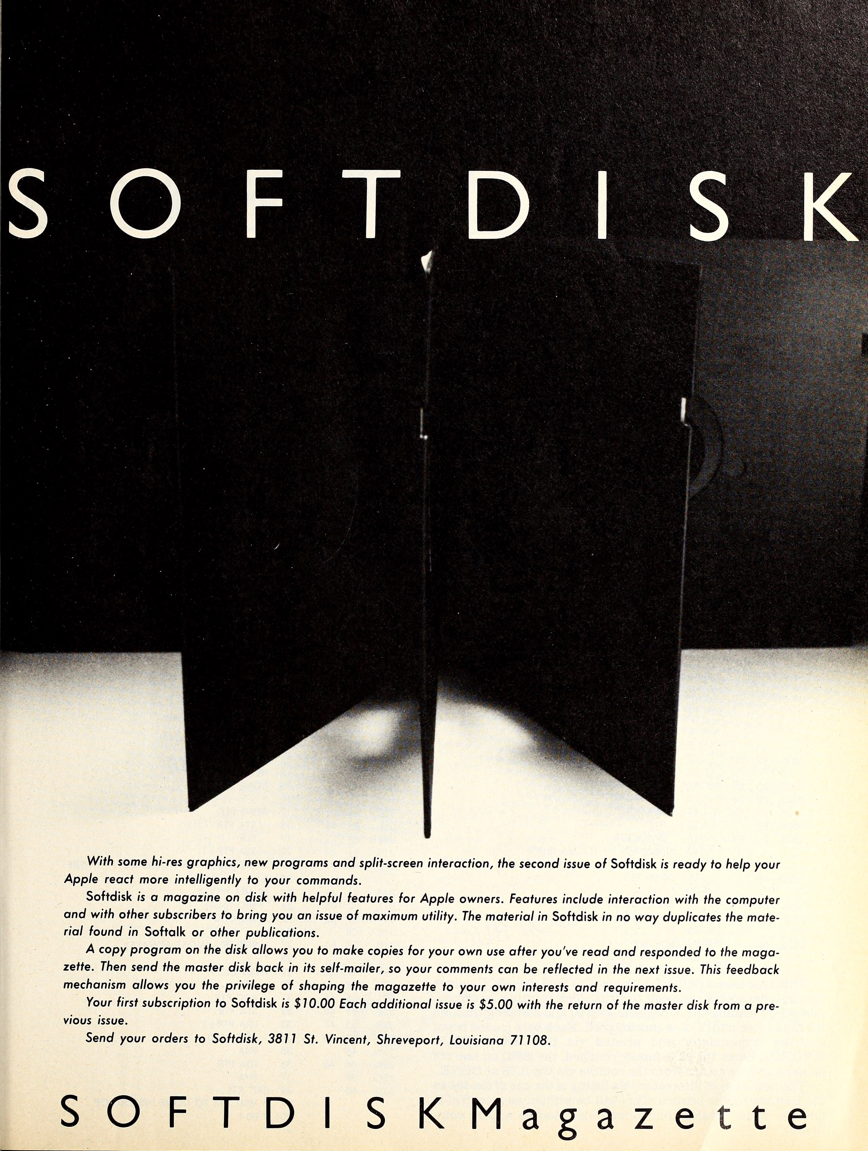 SOFTDISK
With some hi-res graphics, new programs and split-screen interaction, the second issue of Softdisk is ready to help your
Apple react more intelligently to your commands.
Softdisk is a magazine on disk with helpful features for Apple owners. Features include interaction with the computer
and with other subscribers to bring you an issue of maximum utility. The material in Softdisk in no way duplicates the mate-
rial found in Softalk or other publications.
A copy program on the disk allows you to make copies for your own use after you've read and responded to the maga-
zette. Then send the master disk back in its self-mailer, so your comments can be reflected in the next issue. This feedback
mechanism allows you the privilege of shaping the magazette to your own interests and requirements.
Your first subscription to Softdisk is $10.00 Each additional issue is $5.00 with the return of the master disk from a pre-
vious issue.
Send your orders to Softdisk, 3811 St. Vincent, Shreveport, Louisiana 71108.
SOFTDISKMagazette